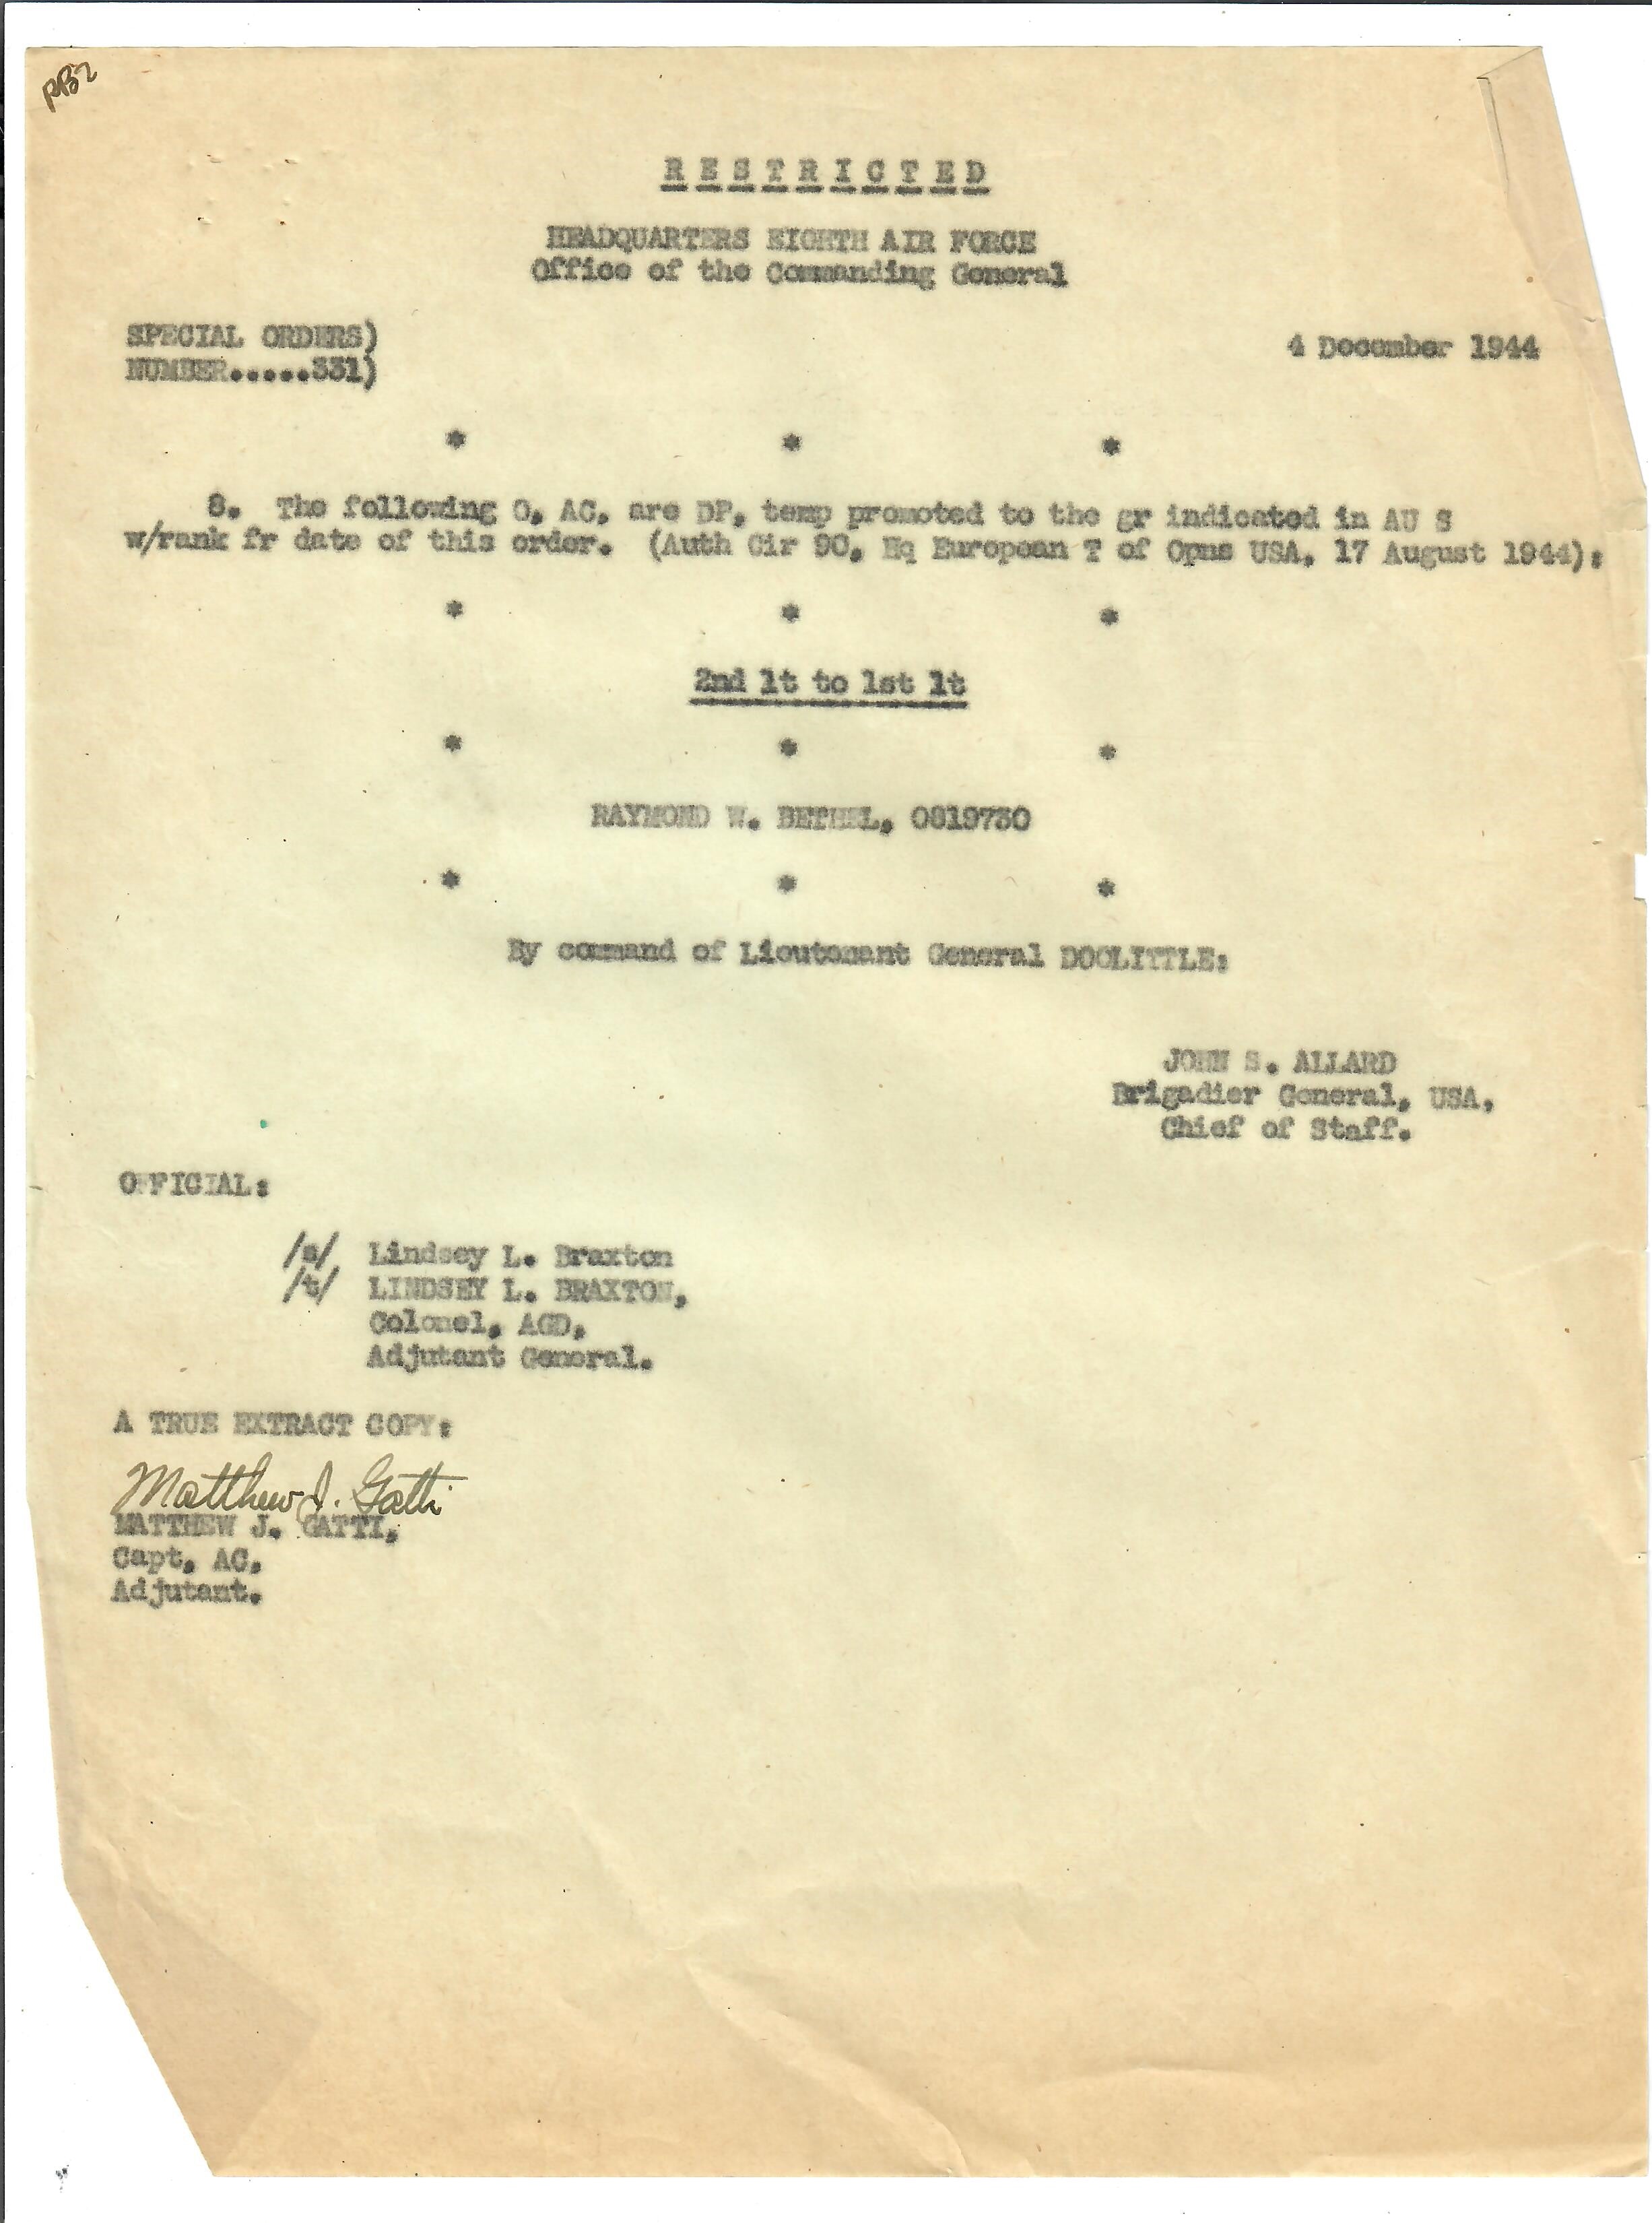 RB2
RESTRICTED
HEADQUARTERS EIGHTH AIR FORCE
Office of the Commanding General
SPECIAL ORDERS)
NUMBER.....331)
4 December 1944
* * *
8. The following O, AC, are DP, temp promoted to the gr indicated in AU S
w/rank fr date of this order. (Auth Cir 90, Hq European T of Opns USA, 17 August 1944):
* * *
2nd lt to 1st lt
* * *
RAYMOND W. BETHEL, 0819730
* * *
By command of Lieutenant General DOOLITTLE:
JOHN S. ALLARD
Brigadier General, USA,
Chief of Staff.
OFFICIAL:
/s/ Lindsey L. Braxton
/t/ LINDSEY L. BRAXTON,
Colonel, AGD,
Adjutant General.
A TRUE EXTRACT COPY:
Matthew J. Gatti
MATTHEW J. GATTI,
Capt, AC,
Adjutant.